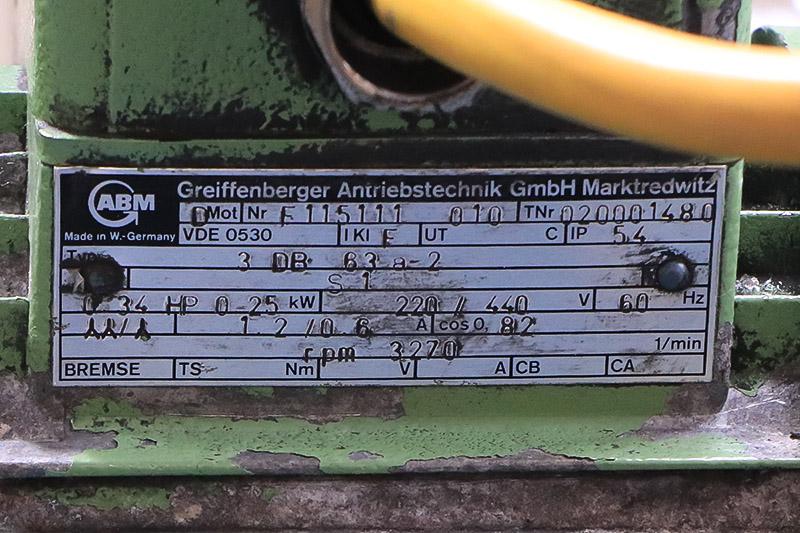 ABM
Greiffenberger Antriebstechnik GmbH Marktredwitz
Made in W.-Germany
D Mot Nr F 115111 010 TNr 020001480
VDE 0530 I Kl F UT C IP 54
Type 3 DB 63 a-2
S 1
0.34 HP 0.25 kW 220 / 440 V 60 Hz
1 2 / 0.6 A cos 0, 82
rpm 3270 1/min
BREMSE TS Nm V A CB CA